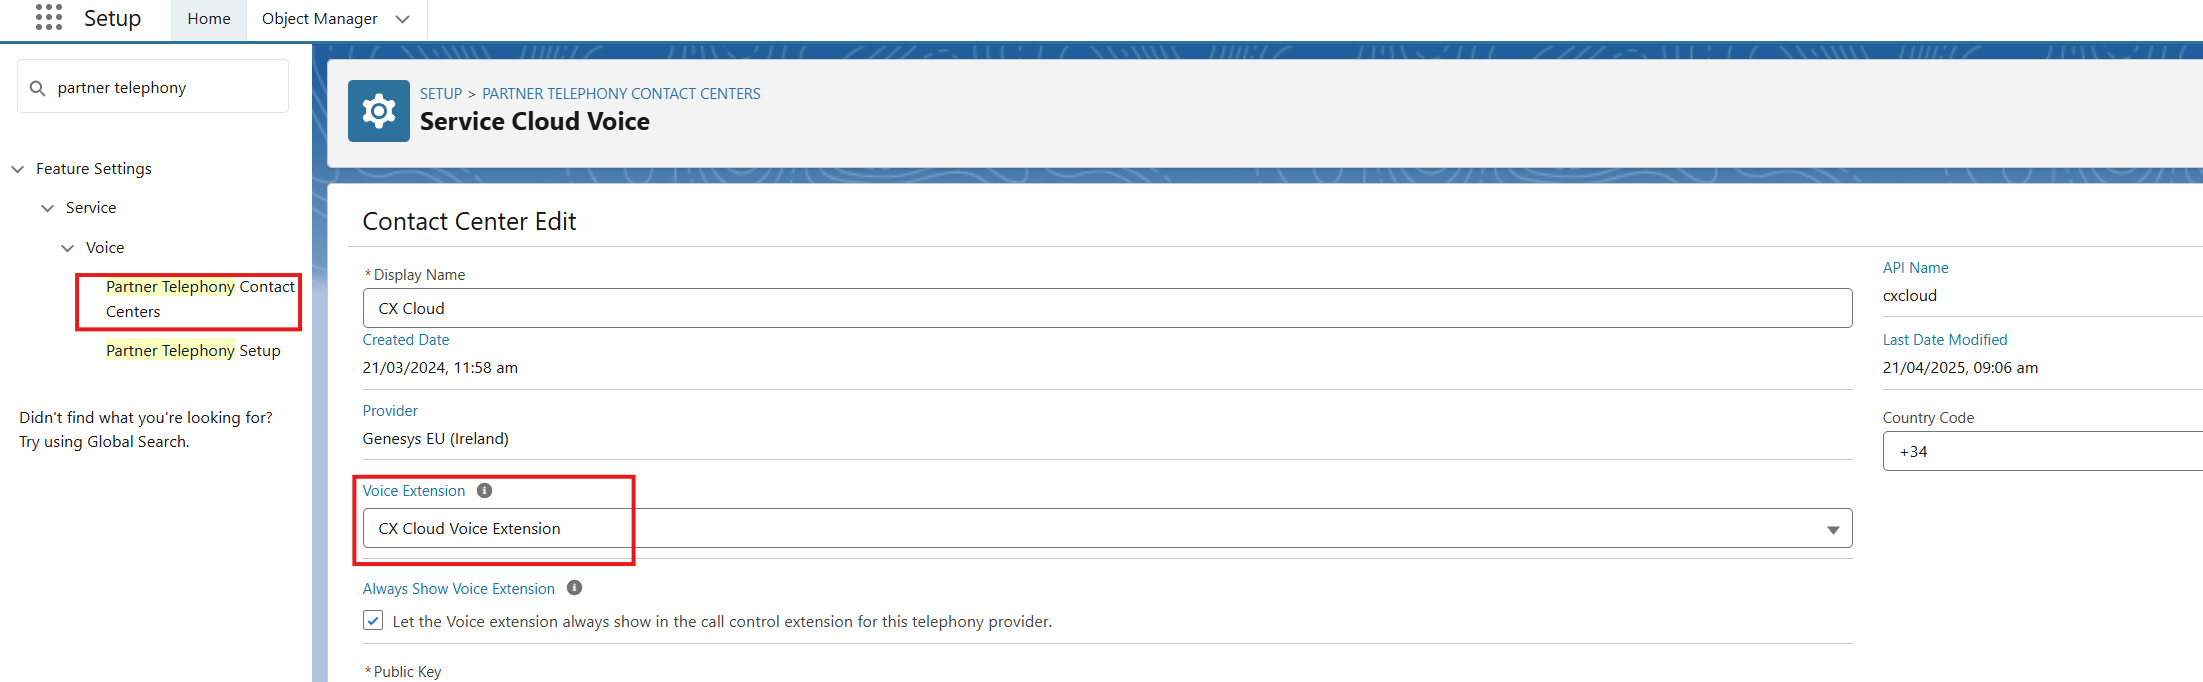 Setup
Home
Object Manager
partner telephony
Feature Settings
Service
Voice
Partner Telephony Contact
Centers
Partner Telephony Setup
Didn't find what you're looking for?
Try using Global Search.
SETUP > PARTNER TELEPHONY CONTACT CENTERS
Service Cloud Voice
Contact Center Edit
*Display Name
CX Cloud
API Name
cxcloud
Created Date
21/03/2024, 11:58 am
Last Date Modified
21/04/2025, 09:06 am
Provider
Genesys EU (Ireland)
Country Code
+34
Voice Extension
CX Cloud Voice Extension
Always Show Voice Extension
Let the Voice extension always show in the call control extension for this telephony provider.
*Public Key